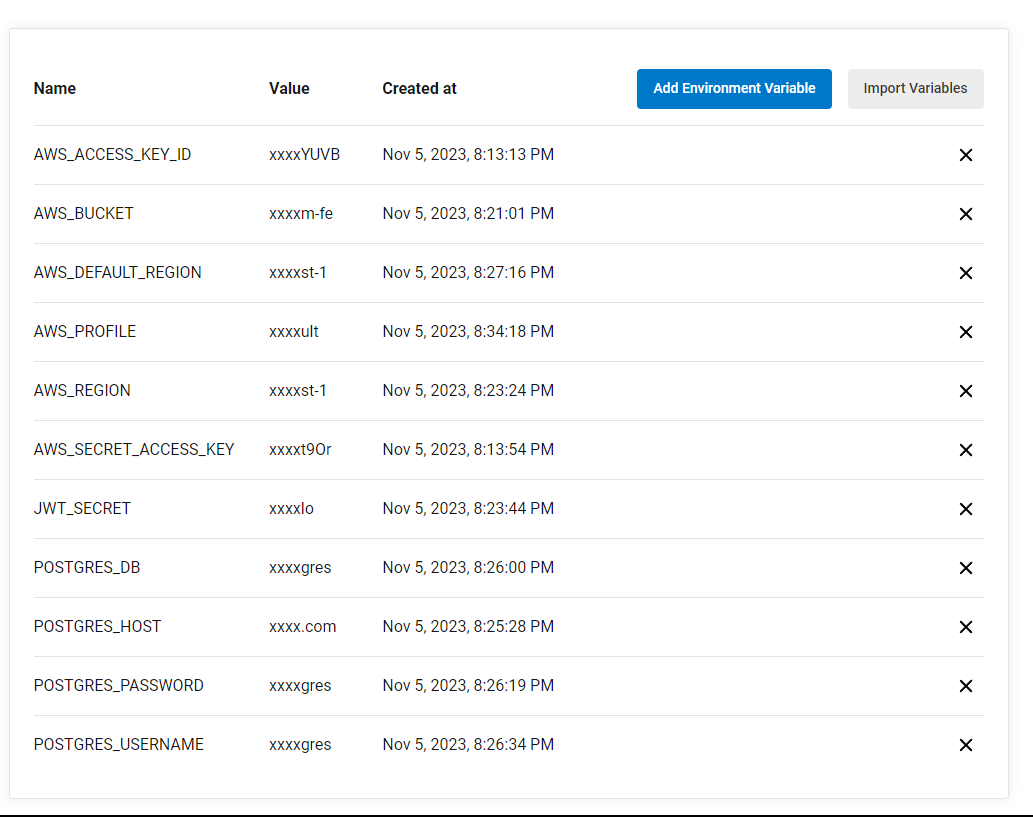 Name Value Created at Add Environment Variable Import Variables
AWS_ACCESS_KEY_ID xxxxYUVB Nov 5, 2023, 8:13:13 PM
AWS_BUCKET xxxxm-fe Nov 5, 2023, 8:21:01 PM
AWS_DEFAULT_REGION xxxxst-1 Nov 5, 2023, 8:27:16 PM
AWS_PROFILE xxxxult Nov 5, 2023, 8:34:18 PM
AWS_REGION xxxxst-1 Nov 5, 2023, 8:23:24 PM
AWS_SECRET_ACCESS_KEY xxxxt9Or Nov 5, 2023, 8:13:54 PM
JWT_SECRET xxxxlo Nov 5, 2023, 8:23:44 PM
POSTGRES_DB xxxxgres Nov 5, 2023, 8:26:00 PM
POSTGRES_HOST xxxx.com Nov 5, 2023, 8:25:28 PM
POSTGRES_PASSWORD xxxxgres Nov 5, 2023, 8:26:19 PM
POSTGRES_USERNAME xxxxgres Nov 5, 2023, 8:26:34 PM